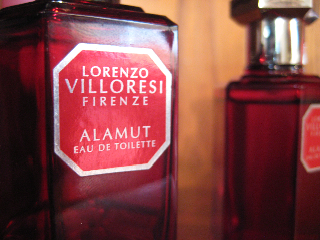 LORENZO
VILLORESI
FIRENZE
ALAMUT
EAU DE TOILETTE